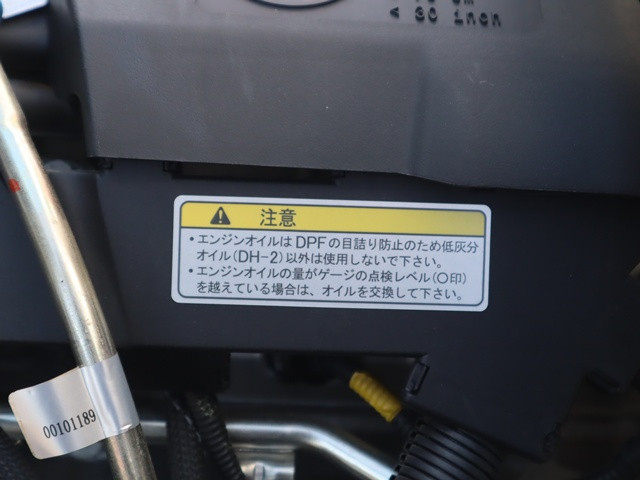 < 30 inch
⚠ 注意
・エンジンオイルはDPFの目詰り防止のため低灰分
オイル(DH-2)以外は使用しないで下さい。
・エンジンオイルの量がゲージの点検レベル(○印)
を越えている場合は、オイルを交換して下さい。
00101189